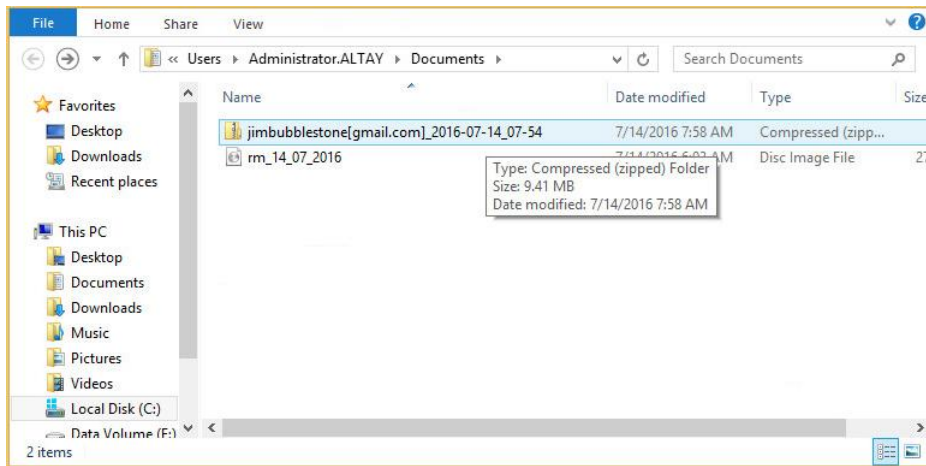 File Home Share View
« Users Administrator.ALTAY Documents Search Documents
Name Date modified Type Size
Favorites
Desktop
Downloads
Recent places
This PC
Desktop
Documents
Downloads
Music
Pictures
Videos
Local Disk (C:)
Data Volume (E:)
jimbubblestone[gmail.com]_2016-07-14_07-54 7/14/2016 7:58 AM Compressed (zipp...
rm_14_07_2016 AM Disc Image File
Type: Compressed (zipped) Folder
Size: 9.41 MB
Date modified: 7/14/2016 7:58 AM
2 items